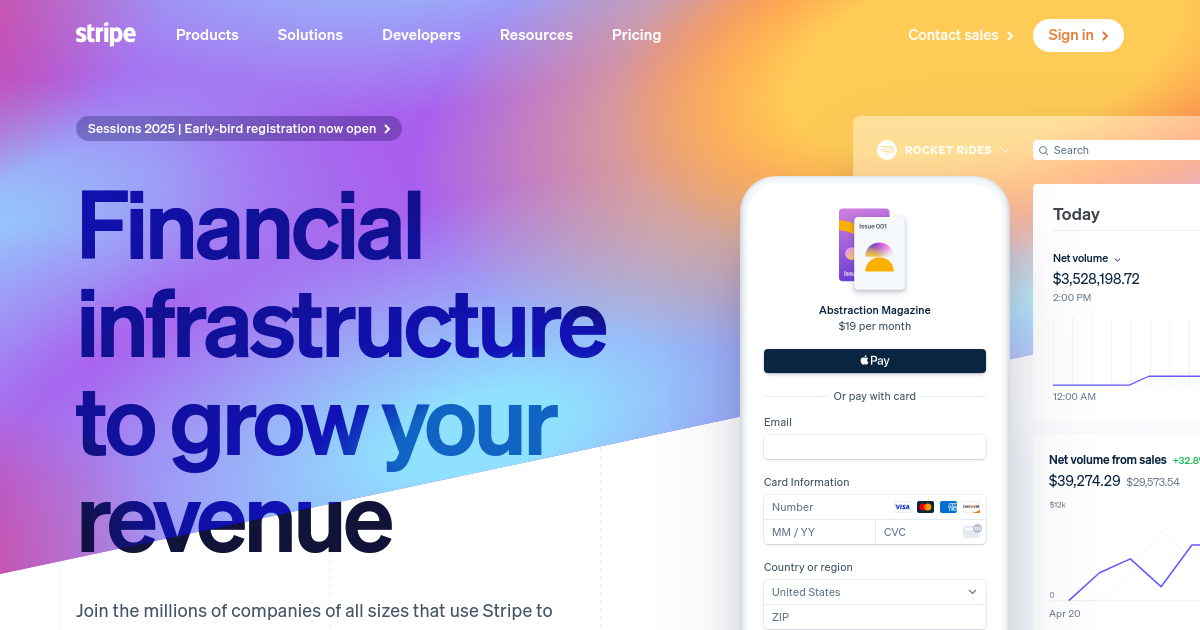 stripe
Products
Solutions
Developers
Resources
Pricing
Contact sales
Sign in
Sessions 2025 | Early-bird registration now open
Financial
infrastructure
to grow your
revenue
Join the millions of companies of all sizes that use Stripe to
ROCKET RIDES
Search
Issue 001
Abstraction Magazine
$19 per month
Pay
Or pay with card
Email
Card Information
Number
VISA
DISCOVER
MM / YY
CVC
Country or region
United States
ZIP
Today
Net volume
$3,528,198.72
2:00 PM
12:00 AM
Net volume from sales
+32.8
$39,274.29
$29,573.54
$12k
0
Apr 20